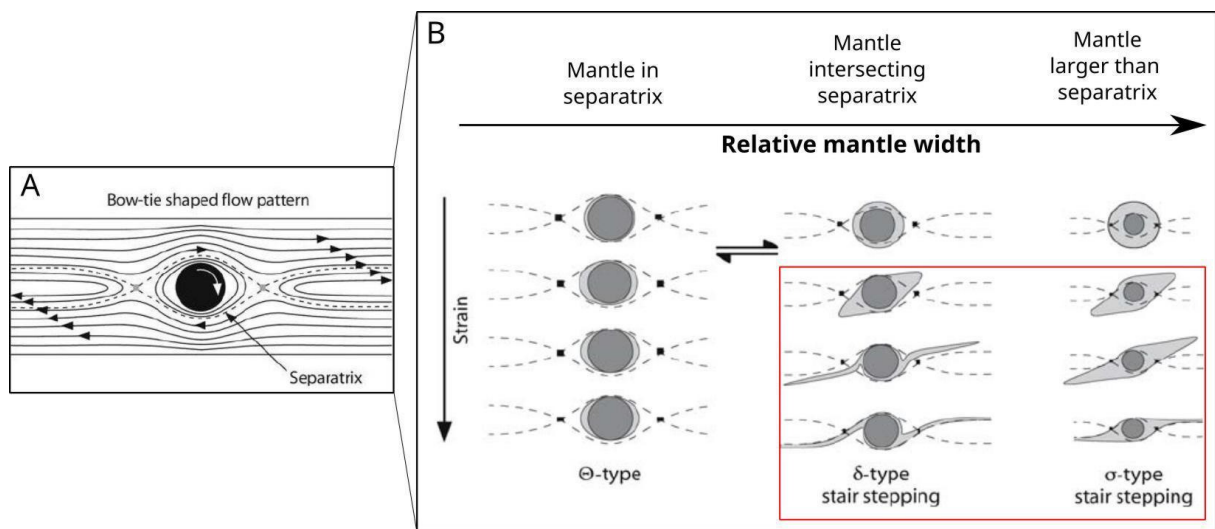 A
Bow-tie shaped flow pattern
Separatrix
B
Mantle in
separatrix
Mantle
intersecting
separatrix
Mantle
larger than
separatrix
Relative mantle width
Strain
Θ-type
δ-type
stair stepping
σ-type
stair stepping